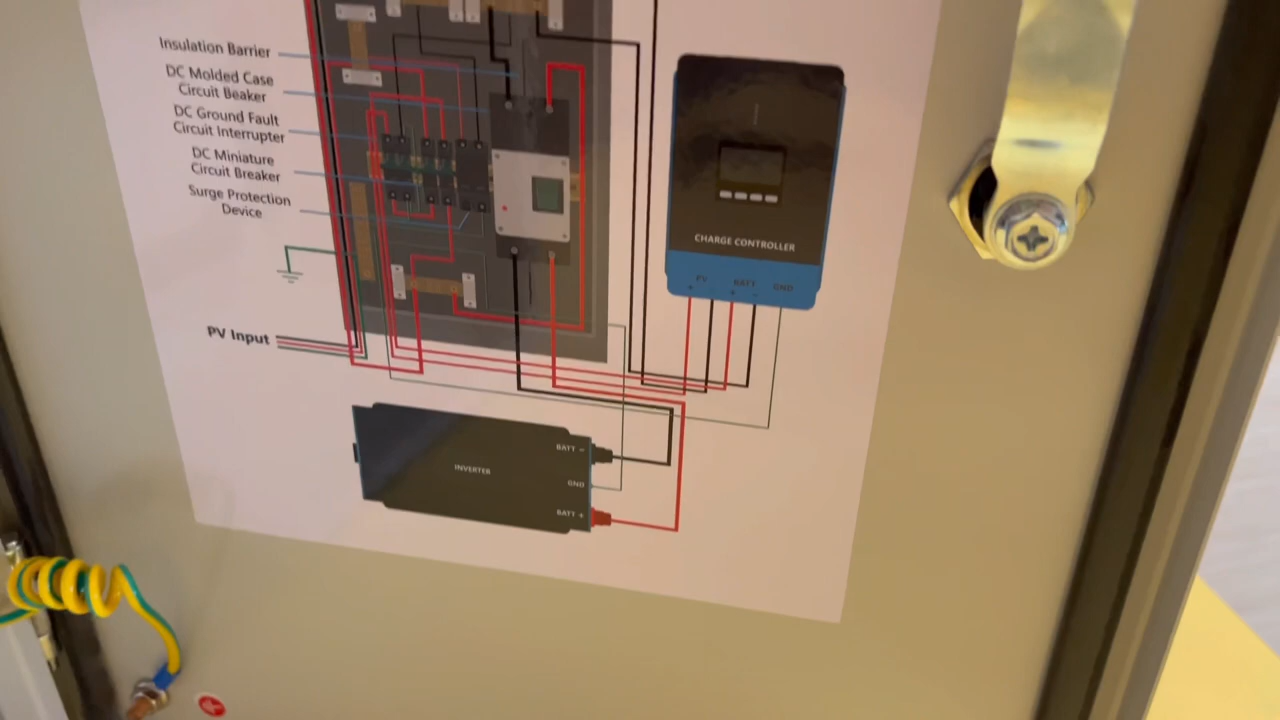 Insulation Barrier
DC Molded Case
Circuit Beaker
DC Ground Fault
Circuit Interrupter
DC Miniature
Circuit Breaker
Surge Protection
Device
PV Input
CHARGE CONTROLLER
PV BATT GND
+ - + -
BATT -
INVERTER
GND
BATT +